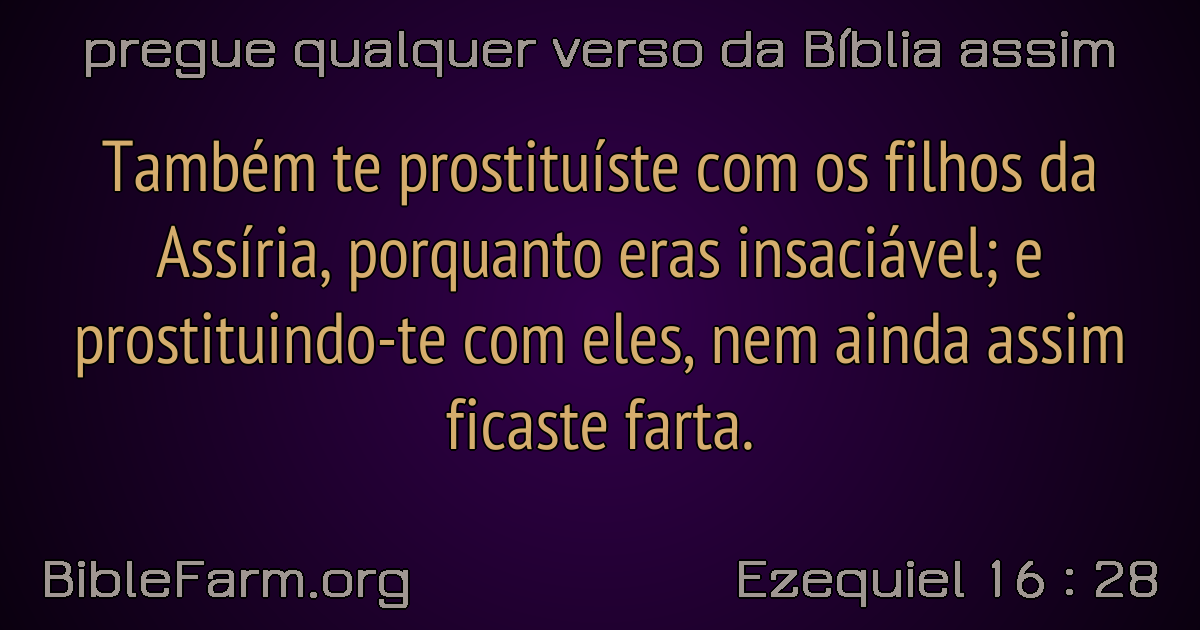 pregue qualquer verso da Bíblia assim
Também te prostituíste com os filhos da
Assíria, porquanto eras insaciável; e
prostituindo-te com eles, nem ainda assim
ficaste farta.
BibleFarm.org
Ezequiel 16 : 28